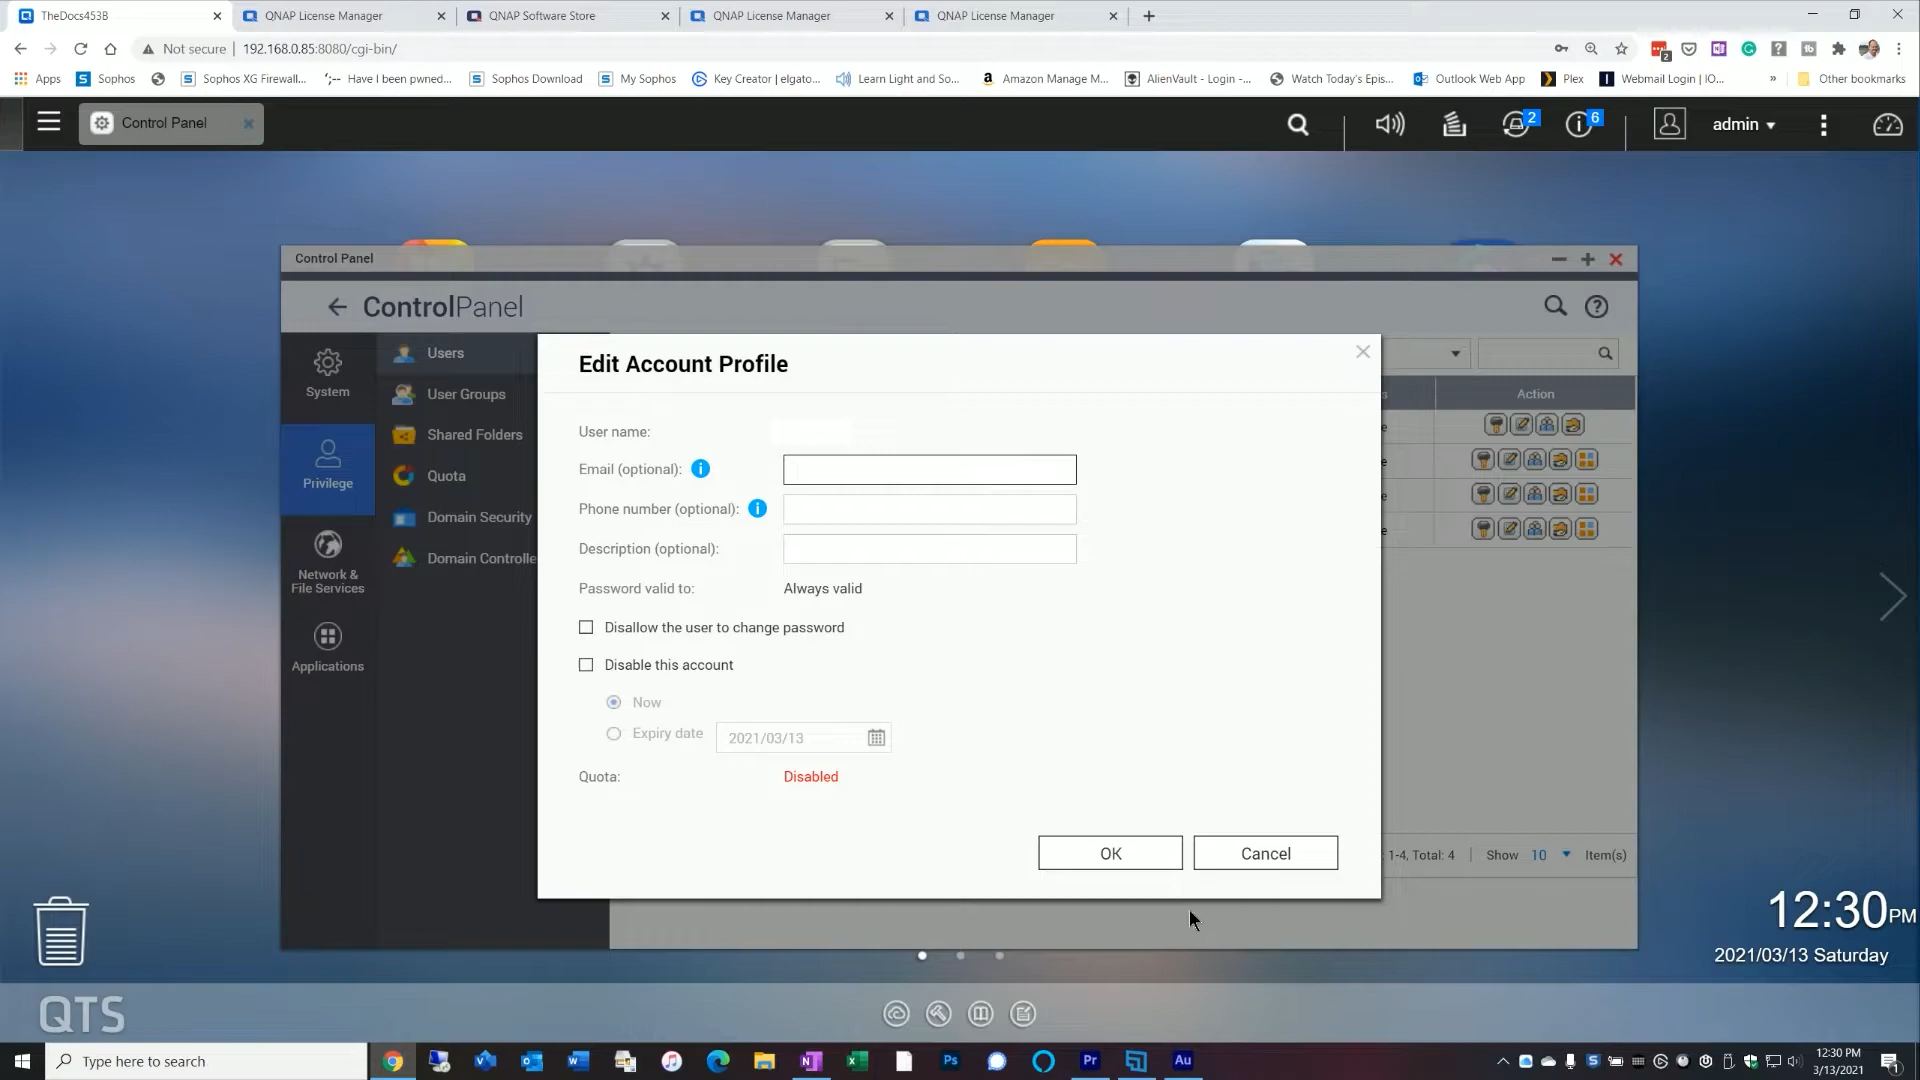 TheDocs453B
QNAP License Manager
QNAP Software Store
QNAP License Manager
QNAP License Manager
Not secure | 192.168.0.85:8080/cgi-bin/
2
Apps
Sophos
Sophos XG Firewall...
Have I been pwned...
Sophos Download
My Sophos
Key Creator | elgato...
Learn Light and So...
Amazon Manage M...
AlienVault - Login -...
Watch Today's Epis...
Outlook Web App
Plex
Webmail Login | IO...
Other bookmarks
Control Panel
2
6
admin
Control Panel
ControlPanel
System
Privilege
Network &
File Services
Applications
Users
User Groups
Shared Folders
Quota
Domain Security
Domain Controlle
Action
Edit Account Profile
User name:
Email (optional):
Phone number (optional):
Description (optional):
Password valid to: Always valid
Disallow the user to change password
Disable this account
Now
Expiry date 2021/03/13
Quota: Disabled
OK
Cancel
1-4, Total: 4 | Show 10 Item(s)
12:30PM
2021/03/13 Saturday
QTS
Type here to search
12:30 PM
3/13/2021